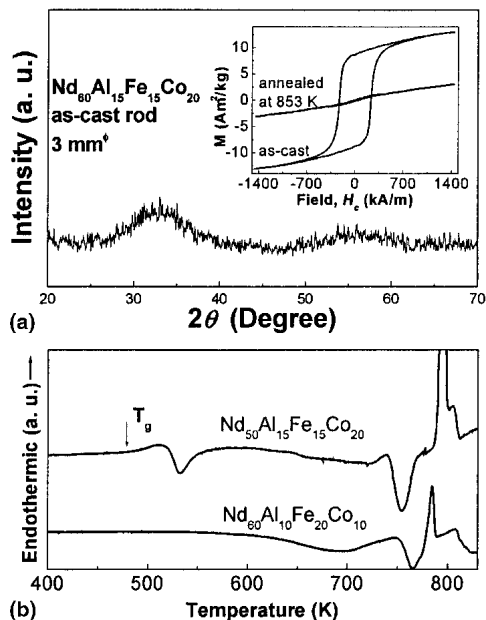 (a)
Intensity (a. u.)
Nd60Al15Fe15Co20
as-cast rod
3 mmϕ
M (Am²/kg)
10
5
0
-5
-10
annealed
at 853 K
as-cast
-1400 -700 0 700 1400
Field, Hc (kA/m)
20 30 40 50 60 70
2θ (Degree)
(b)
Endothermic (a. u.)
Tg
Nd50Al15Fe15Co20
Nd60Al10Fe20Co10
400 500 600 700 800
Temperature (K)